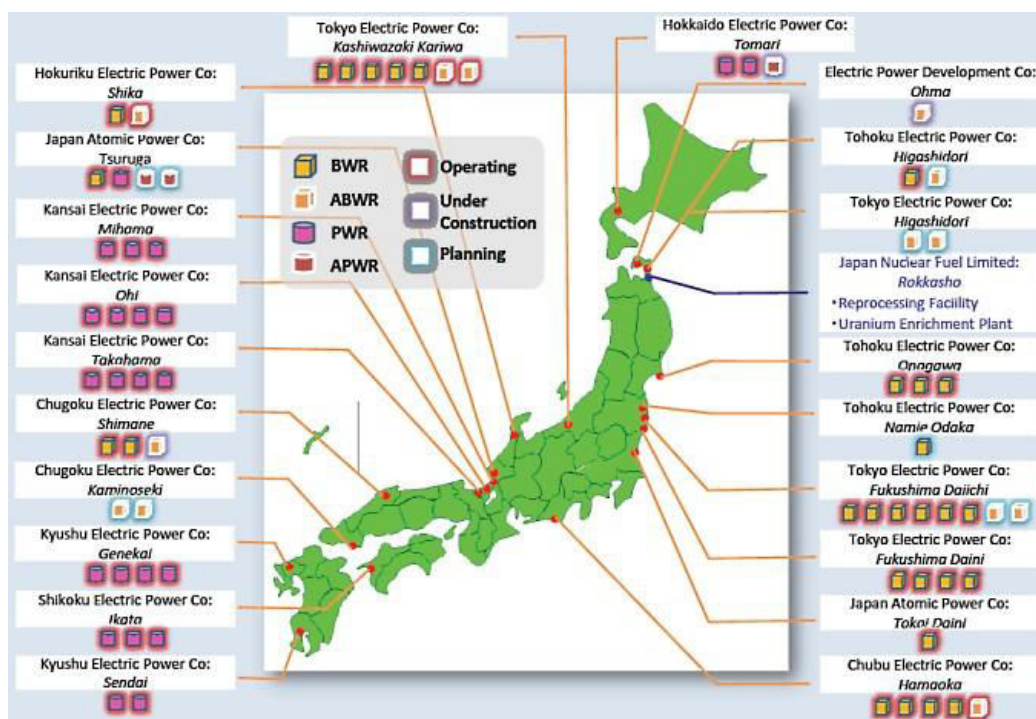 Tokyo Electric Power Co:
Kashiwazaki Kariwa
Hokkaido Electric Power Co:
Tomari
Hokuriku Electric Power Co:
Shika
Japan Atomic Power Co:
Tsuruga
Kansai Electric Power Co:
Mihama
Kansai Electric Power Co:
Ohi
Kansai Electric Power Co:
Takahama
Chugoku Electric Power Co:
Shimane
Chugoku Electric Power Co:
Kaminoseki
Kyushu Electric Power Co:
Genekai
Shikoku Electric Power Co:
Ikata
Kyushu Electric Power Co:
Sendai
BWR
ABWR
PWR
APWR
Operating
Under
Construction
Planning
Electric Power Development Co:
Ohma
Tohoku Electric Power Co:
Higashidori
Tokyo Electric Power Co:
Higashidori
Japan Nuclear Fuel Limited:
Rokkasho
•Reprocessing Faciility
•Uranium Enrichment Plant
Tohoku Electric Power Co:
Onagawa
Tohoku Electric Power Co:
Namie Odaka
Tokyo Electric Power Co:
Fukushima Daiichi
Tokyo Electric Power Co:
Fukushima Daini
Japan Atomic Power Co:
Tokai Daini
Chubu Electric Power Co:
Hamaoka